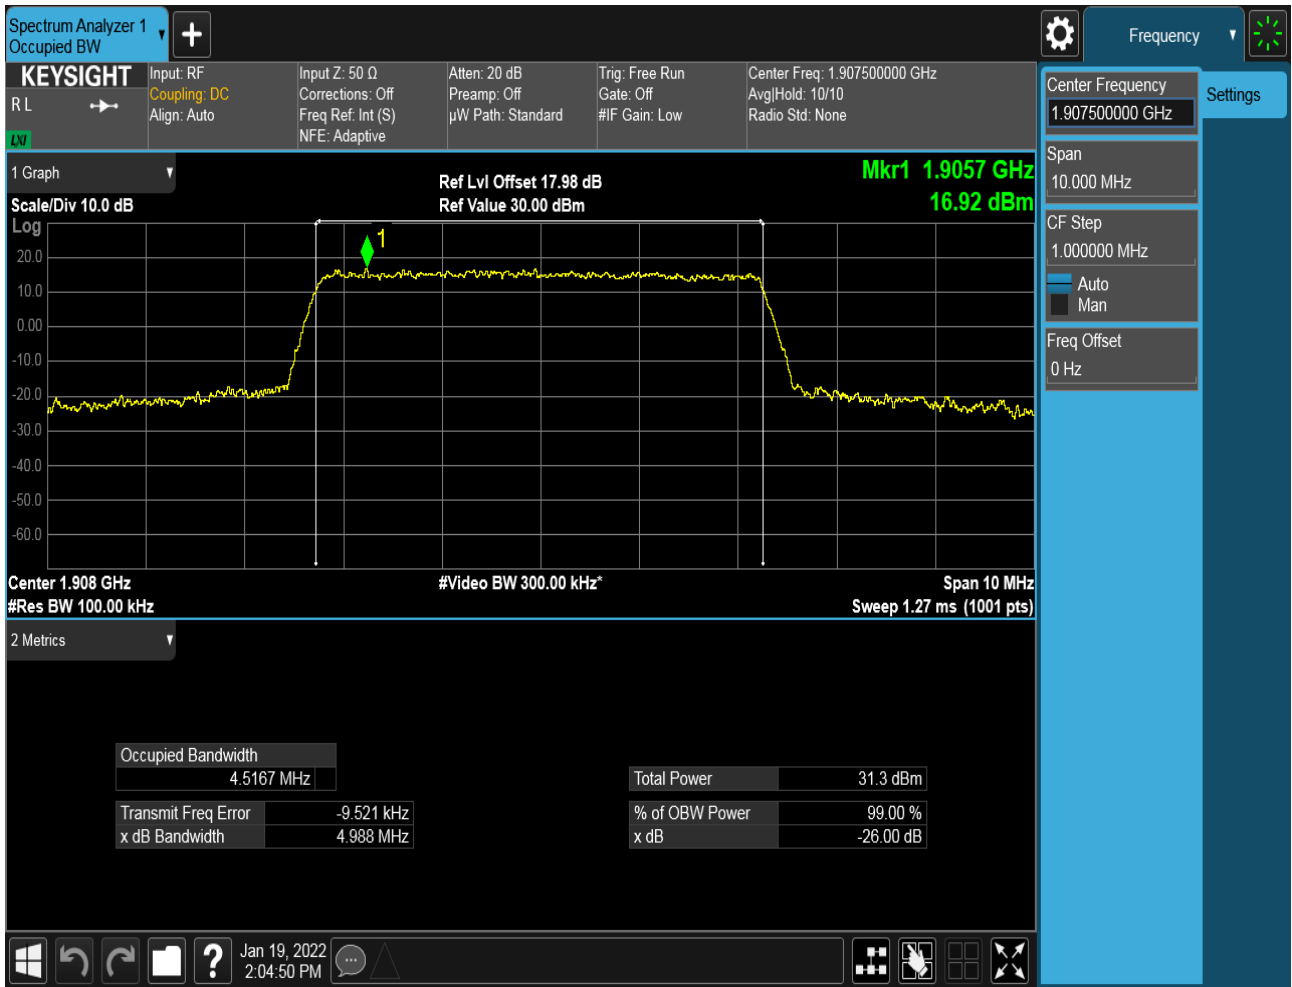 Spectrum Analyzer 1
Occupied BW
Frequency
KEYSIGHT
R L
LXI
Input: RF
Coupling: DC
Align: Auto
Input Z: 50 Ω
Corrections: Off
Freq Ref: Int (S)
NFE: Adaptive
Atten: 20 dB
Preamp: Off
µW Path: Standard
Trig: Free Run
Gate: Off
#IF Gain: Low
Center Freq: 1.907500000 GHz
Avg|Hold: 10/10
Radio Std: None
Center Frequency
1.907500000 GHz
Settings
Span
10.000 MHz
CF Step
1.000000 MHz
Auto
Man
Freq Offset
0 Hz
1 Graph
Scale/Div 10.0 dB
Ref Lvl Offset 17.98 dB
Ref Value 30.00 dBm
Mkr1 1.9057 GHz
16.92 dBm
Log
1
20.0
10.0
0.00
-10.0
-20.0
-30.0
-40.0
-50.0
-60.0
Center 1.908 GHz
#Video BW 300.00 kHz*
Span 10 MHz
#Res BW 100.00 kHz
Sweep 1.27 ms (1001 pts)
2 Metrics
Occupied Bandwidth
4.5167 MHz
Total Power 31.3 dBm
Transmit Freq Error -9.521 kHz
% of OBW Power 99.00 %
x dB Bandwidth 4.988 MHz
x dB -26.00 dB
?
Jan 19, 2022
2:04:50 PM